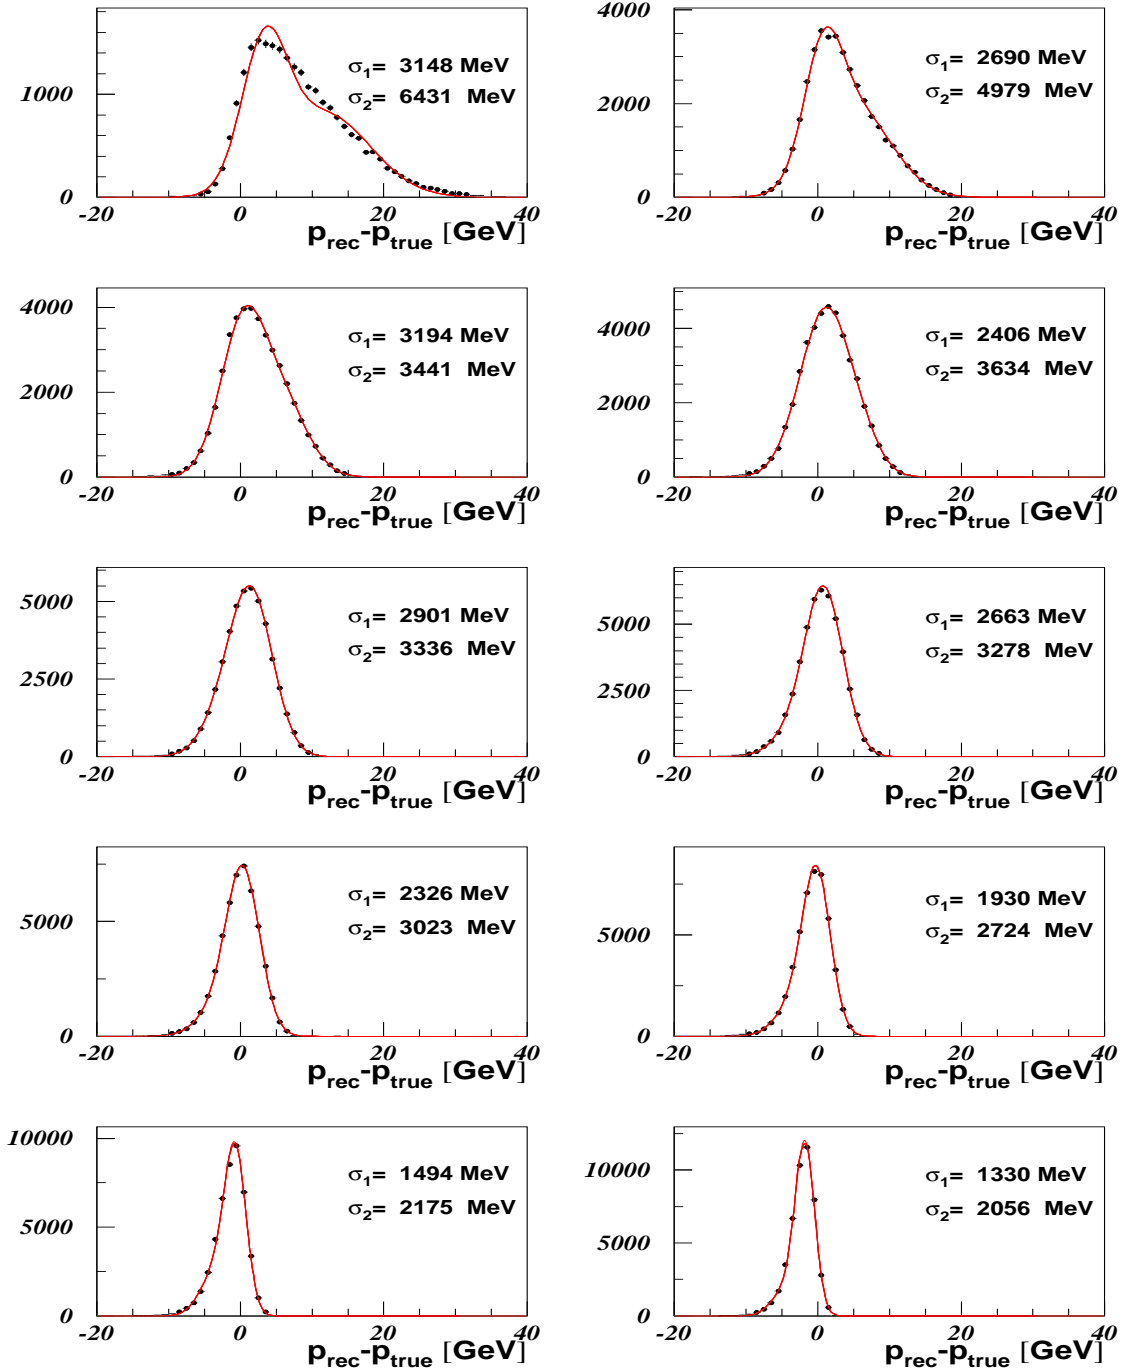 σ1= 3148 MeV
σ2= 6431 MeV
1000
0
-20 0 20 40
prec-ptrue [GeV]
4000
σ1= 2690 MeV
σ2= 4979 MeV
2000
0
-20 0 20 40
prec-ptrue [GeV]
4000
σ1= 3194 MeV
σ2= 3441 MeV
2000
0
-20 0 20 40
prec-ptrue [GeV]
σ1= 2406 MeV
4000
σ2= 3634 MeV
2000
0
-20 0 20 40
prec-ptrue [GeV]
5000
σ1= 2901 MeV
σ2= 3336 MeV
2500
0
-20 0 20 40
prec-ptrue [GeV]
σ1= 2663 MeV
5000
σ2= 3278 MeV
2500
0
-20 0 20 40
prec-ptrue [GeV]
σ1= 2326 MeV
5000
σ2= 3023 MeV
0
-20 0 20 40
prec-ptrue [GeV]
σ1= 1930 MeV
5000
σ2= 2724 MeV
0
-20 0 20 40
prec-ptrue [GeV]
10000
σ1= 1494 MeV
σ2= 2175 MeV
5000
0
-20 0 20 40
prec-ptrue [GeV]
10000
σ1= 1330 MeV
σ2= 2056 MeV
5000
0
-20 0 20 40
prec-ptrue [GeV]